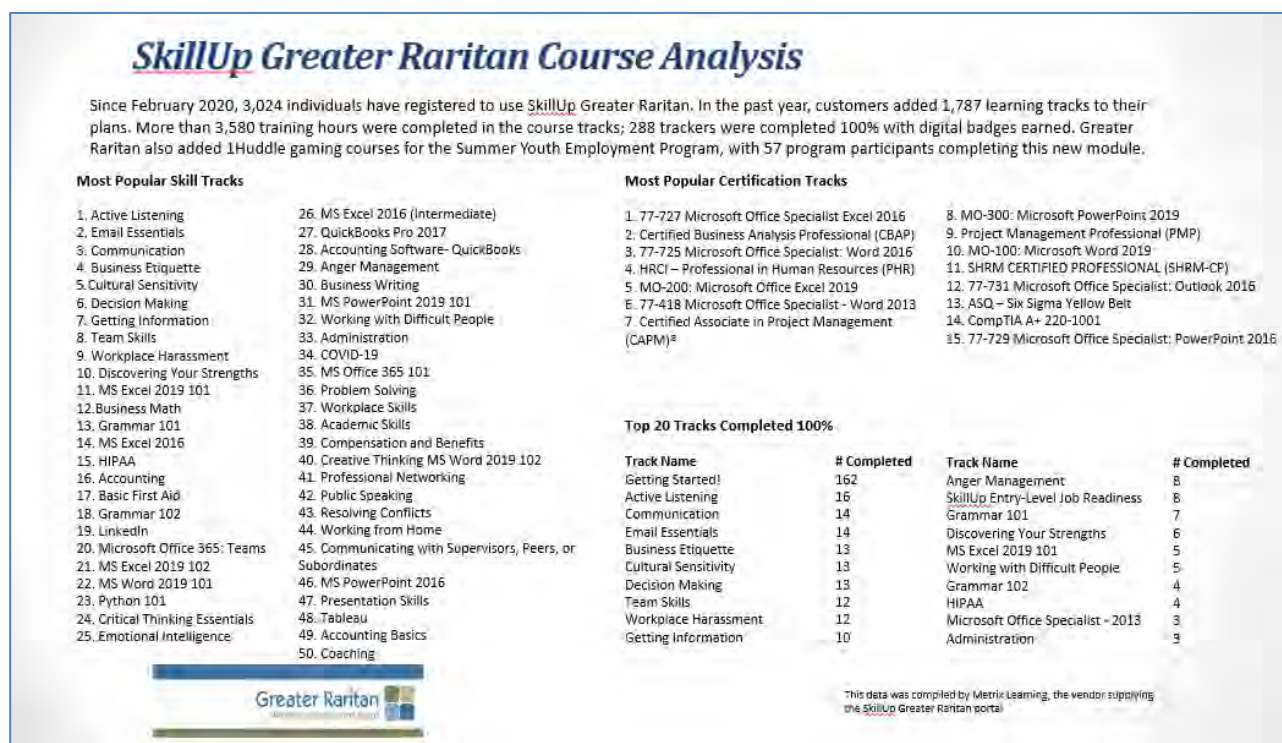 SkillUp Greater Raritan Course Analysis
Since February 2020, 3,024 individuals have registered to use SkillUp Greater Raritan. In the past year, customers added 1,787 learning tracks to their
plans. More than 3,580 training hours were completed in the course tracks; 288 trackers were completed 100% with digital badges earned. Greater
Raritan also added 1Huddle gaming courses for the Summer Youth Employment Program, with 57 program participants completing this new module.
Most Popular Skill Tracks
1. Active Listening
2. Email Essentials
3. Communication
4. Business Etiquette
5.Cultural Sensitivity
6. Decision Making
7. Getting Information
8. Team Skills
9. Workplace Harassment
10. Discovering Your Strengths
11. MS Excel 2019 101
12.Business Math
13. Grammar 101
14. MS Excel 2016
15. HIPAA
16. Accounting
17. Basic First Aid
18. Grammar 102
19. LinkedIn
20. Microsoft Office 365: Teams
21. MS Excel 2019 102
22. MS Word 2019 101
23. Python 101
24. Critical Thinking Essentials
25. Emotional Intelligence
26. MS Excel 2016 (Intermediate)
27. QuickBooks Pro 2017
28. Accounting Software- QuickBooks
29. Anger Management
30. Business Writing
31. MS PowerPoint 2019 101
32. Working with Difficult People
33. Administration
34. COVID-19
35. MS Office 365 101
36. Problem Solving
37. Workplace Skills
38. Academic Skills
39. Compensation and Benefits
40. Creative Thinking MS Word 2019 102
41. Professional Networking
42. Public Speaking
43. Resolving Conflicts
44. Working from Home
45. Communicating with Supervisors, Peers, or
Subordinates
46. MS PowerPoint 2016
47. Presentation Skills
48. Tableau
49. Accounting Basics
50. Coaching
Most Popular Certification Tracks
1. 77-727 Microsoft Office Specialist Excel 2016
2. Certified Business Analysis Professional (CBAP)
3. 77-725 Microsoft Office Specialist: Word 2016
4. HRCI – Professional in Human Resources (PHR)
5. MO-200: Microsoft Office Excel 2019
6. 77-418 Microsoft Office Specialist - Word 2013
7. Certified Associate in Project Management
(CAPM)®
8. MO-300: Microsoft PowerPoint 2019
9. Project Management Professional (PMP)
10. MO-100: Microsoft Word 2019
11. SHRM CERTIFIED PROFESSIONAL (SHRM-CP)
12. 77-731 Microsoft Office Specialist: Outlook 2016
13. ASQ – Six Sigma Yellow Belt
14. CompTIA A+ 220-1001
15. 77-729 Microsoft Office Specialist: PowerPoint 2016
Top 20 Tracks Completed 100%
Track Name # Completed
Getting Started! 162
Active Listening 16
Communication 14
Email Essentials 14
Business Etiquette 13
Cultural Sensitivity 13
Decision Making 13
Team Skills 12
Workplace Harassment 12
Getting Information 10
Track Name # Completed
Anger Management 8
SkillUp Entry-Level Job Readiness 8
Grammar 101 7
Discovering Your Strengths 6
MS Excel 2019 101 5
Working with Difficult People 5
Grammar 102 4
HIPAA 4
Microsoft Office Specialist - 2013 3
Administration 3
Greater Raritan
This data was compiled by Metrix Learning, the vendor supplying
the SkillUp Greater Raritan portal